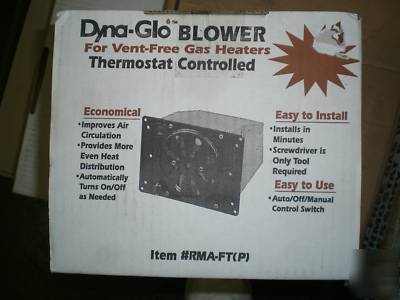 Dyna-Glo™ BLOWER
For Vent-Free Gas Heaters
Thermostat Controlled
Economical
•Improves Air
Circulation
•Provides More
Even Heat
Distribution
•Automatically
Turns On/Off
as Needed
Easy to Install
•Installs in
Minutes
•Screwdriver is
Only Tool
Required
Easy to Use
•Auto/Off/Manual
Control Switch
Item #RMA-FT(P)